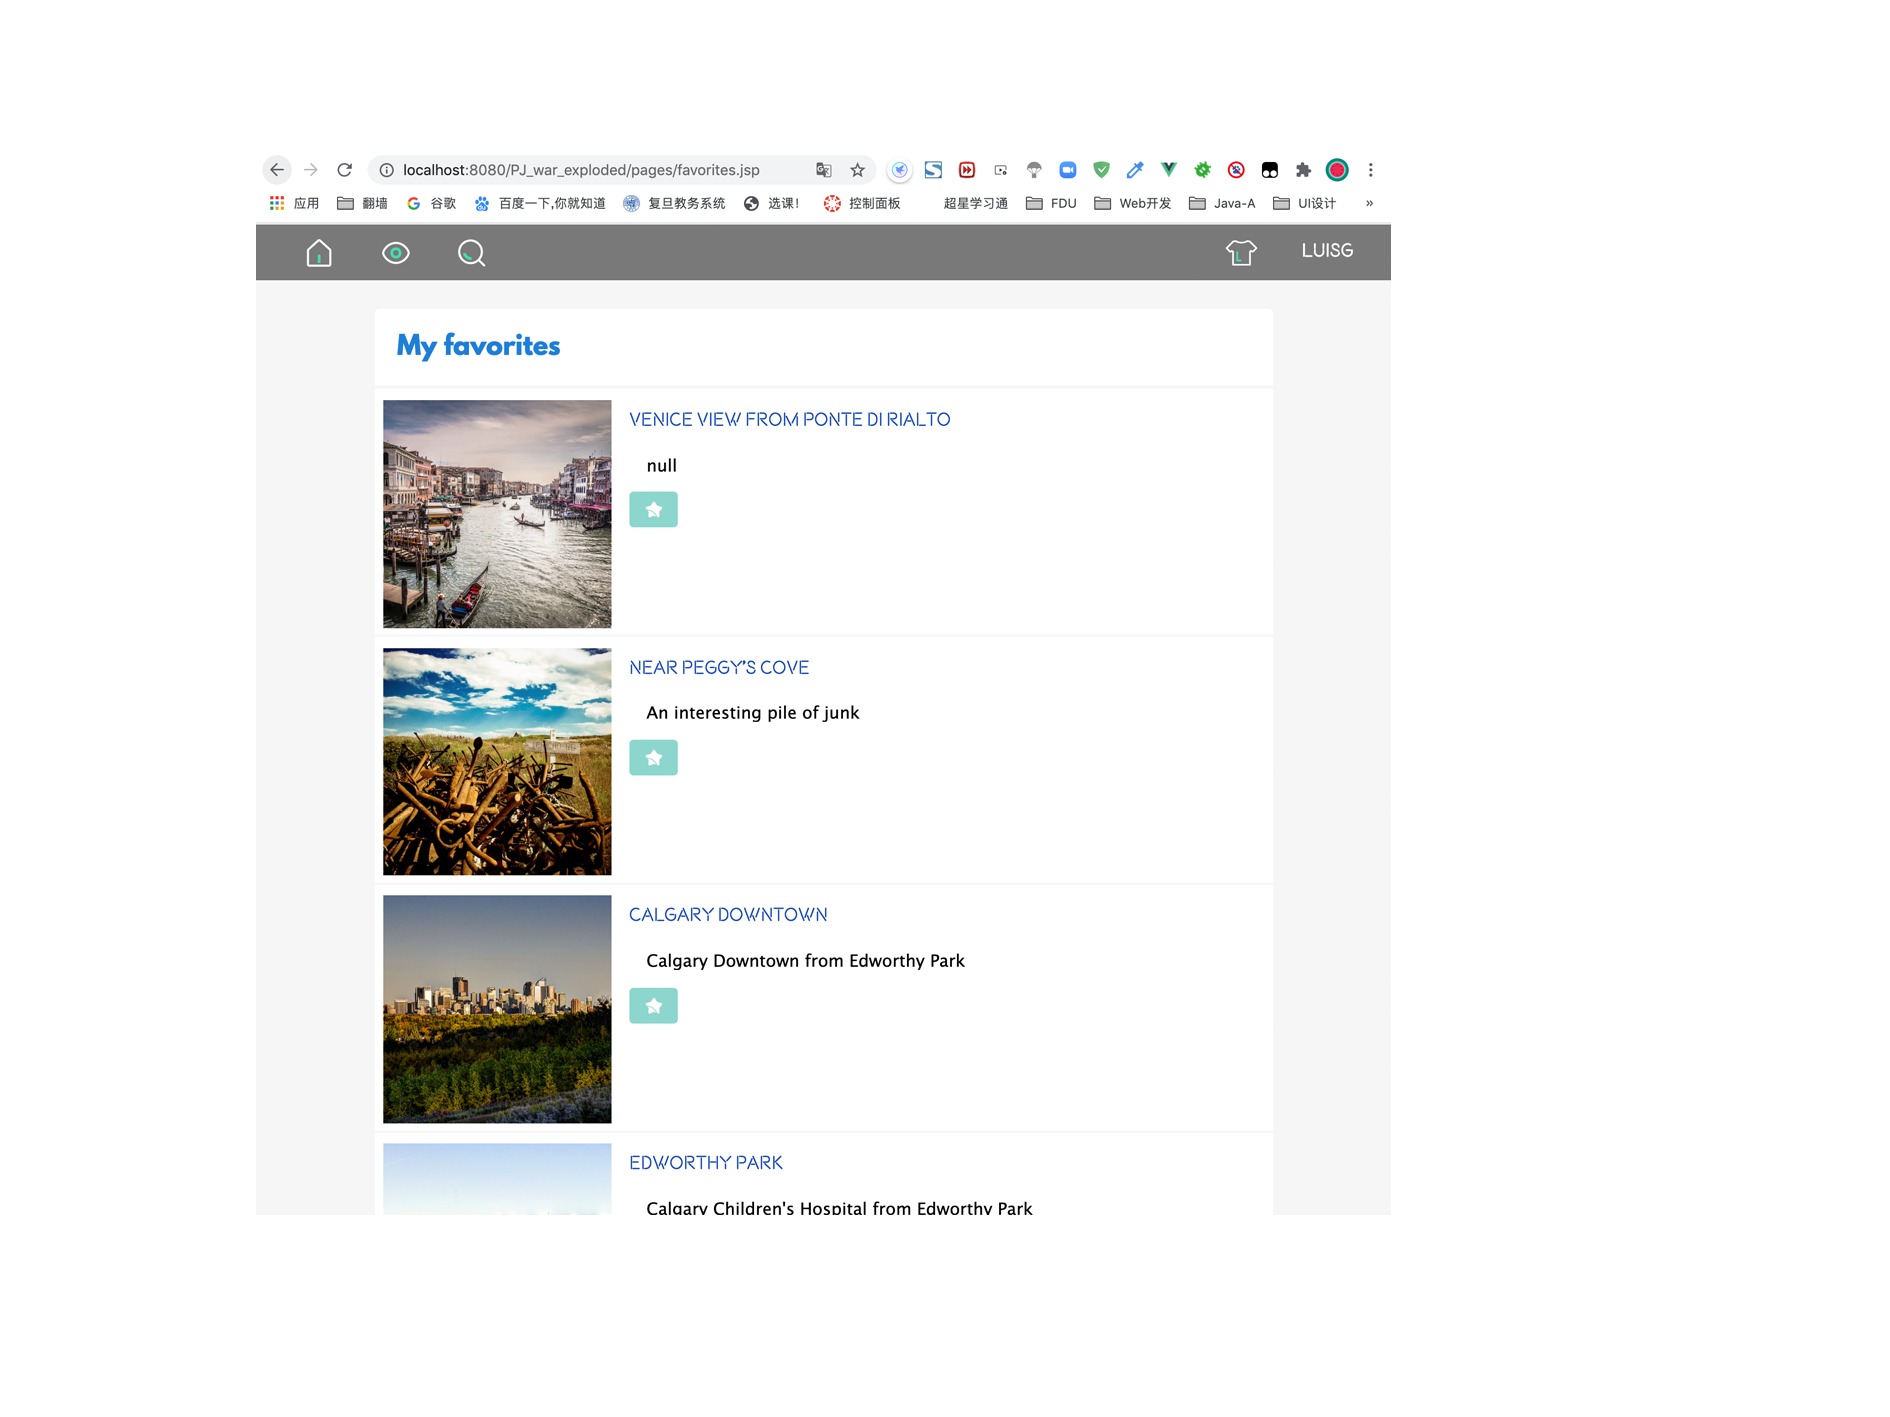 localhost:8080/PJ_war_exploded/pages/favorites.jsp
应用 翻墙 谷歌 百度一下,你就知道 复旦教务系统 选课! 控制面板 超星学习通 FDU Web开发 Java-A UI设计 »
LUISG
My favorites
VENICE VIEW FROM PONTE DI RIALTO
null
NEAR PEGGY'S COVE
An interesting pile of junk
CALGARY DOWNTOWN
Calgary Downtown from Edworthy Park
EDWORTHY PARK
Calgary Children's Hospital from Edworthy Park